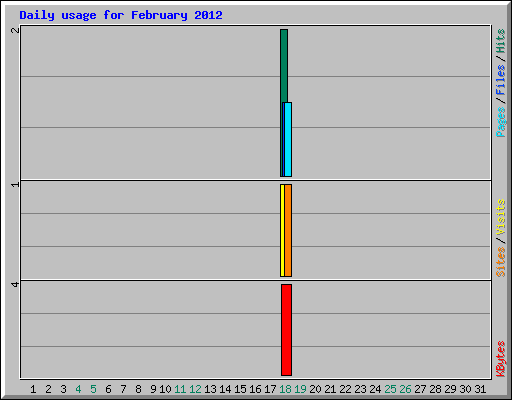 Daily usage for February 2012
2
Pages / Files / Hits
1
Sites / Visits
4
KBytes
1 2 3 4 5 6 7 8 9 10 11 12 13 14 15 16 17 18 19 20 21 22 23 24 25 26 27 28 29 30 31